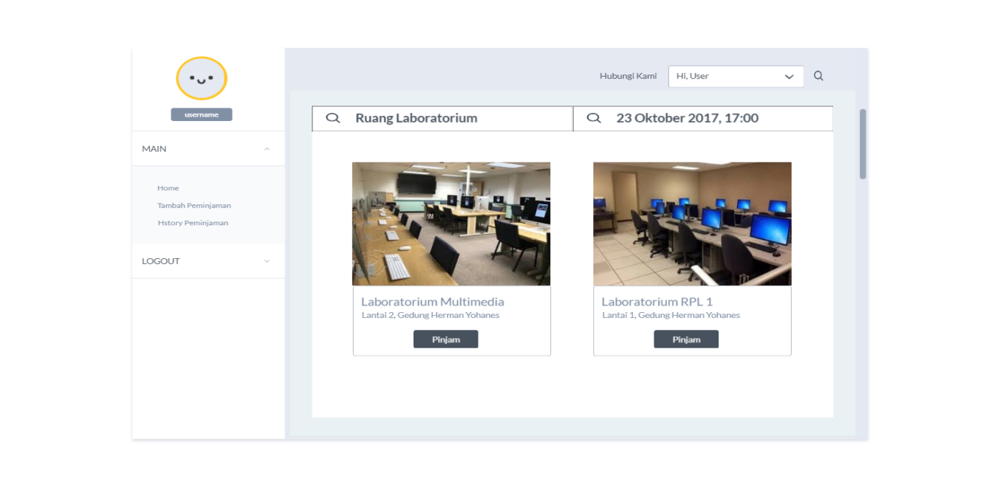 username
MAIN
Home
Tambah Peminjaman
Hstory Peminjaman
LOGOUT
Hubungi Kami
Hi, User
Ruang Laboratorium
23 Oktober 2017, 17:00
Laboratorium Multimedia
Lantai 2, Gedung Herman Yohanes
Pinjam
Laboratorium RPL 1
Lantai 1, Gedung Herman Yohanes
Pinjam